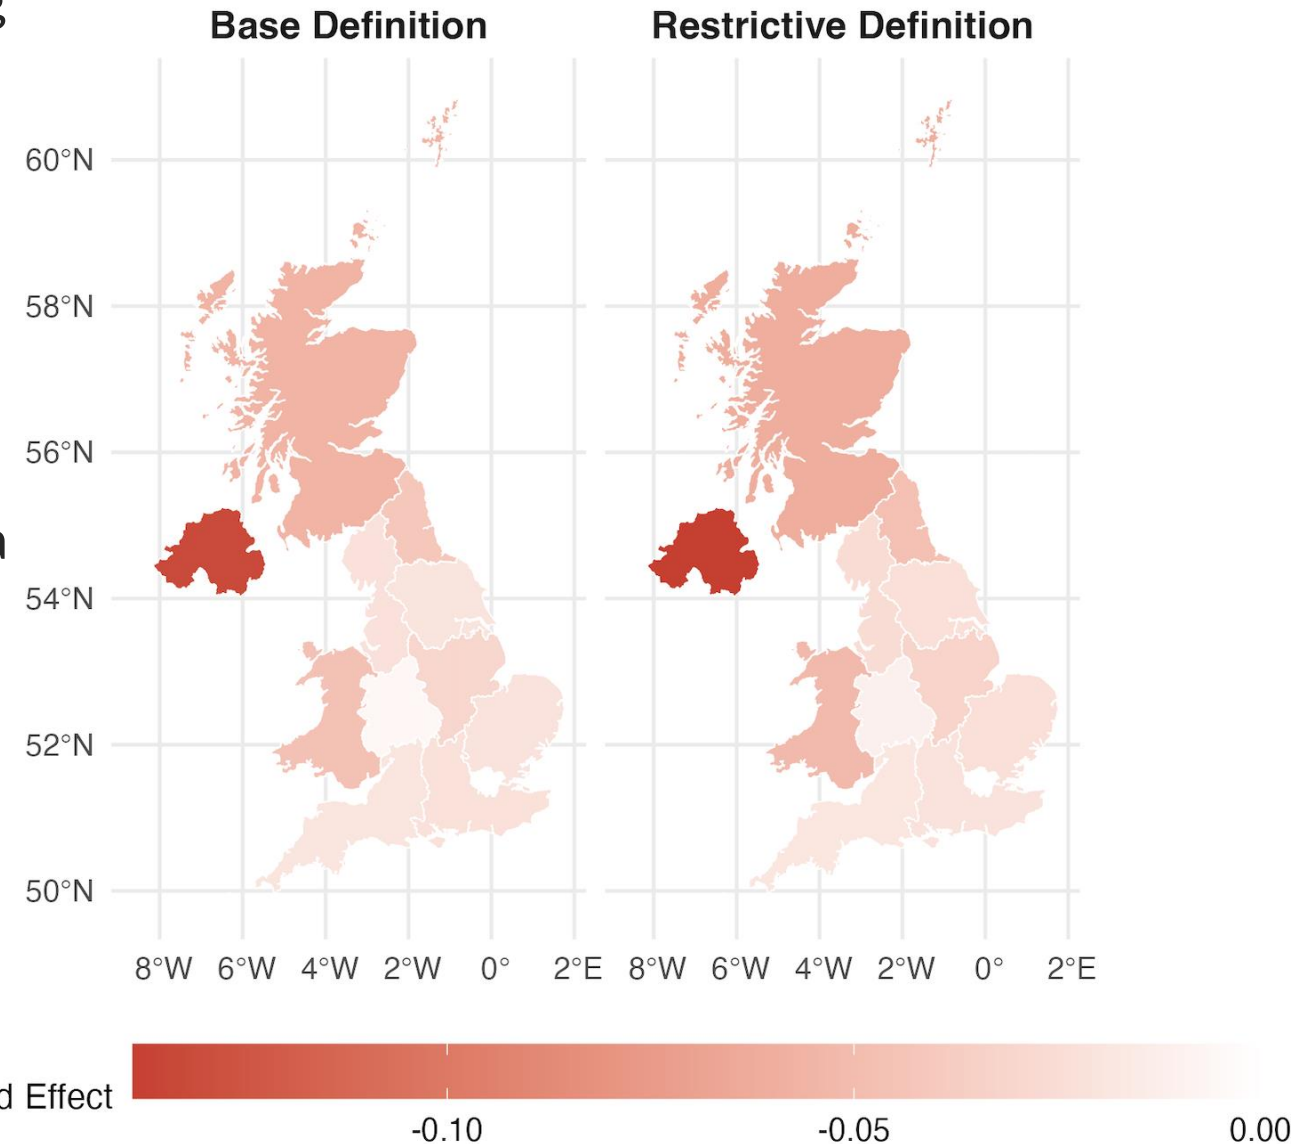 Base Definition Restrictive Definition
60°N
58°N
56°N
54°N
52°N
50°N
8°W 6°W 4°W 2°W 0° 2°E 8°W 6°W 4°W 2°W 0° 2°E
d Effect
-0.10 -0.05 0.00